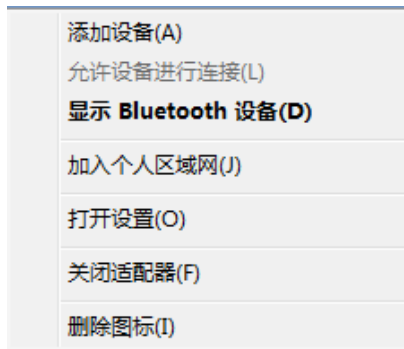 添加设备(A)
允许设备进行连接(L)
显示 Bluetooth 设备(D)
加入个人区域网(J)
打开设置(O)
关闭适配器(F)
删除图标(I)